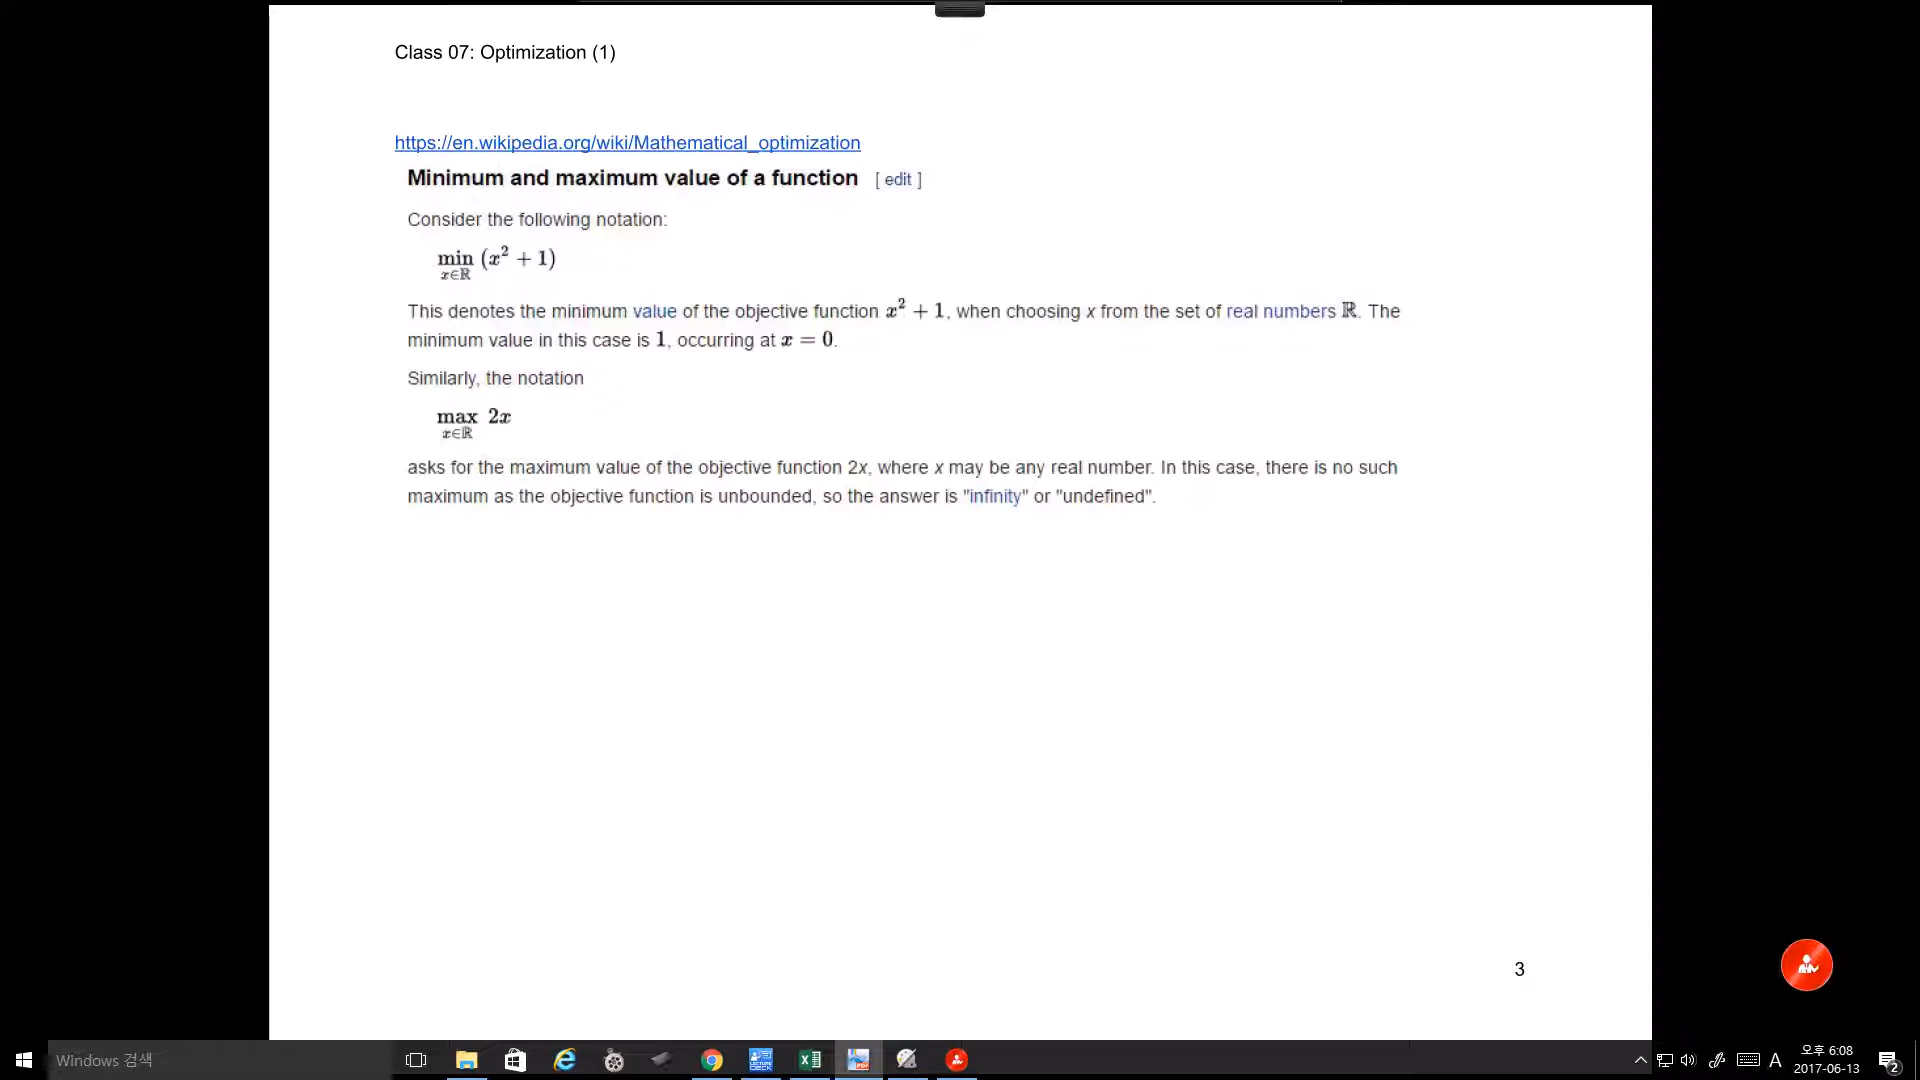 Class 07: Optimization (1)
https://en.wikipedia.org/wiki/Mathematical_optimization
Minimum and maximum value of a function [ edit ]
Consider the following notation:
min (x² + 1)
x∈ℝ
This denotes the minimum value of the objective function x² + 1, when choosing x from the set of real numbers ℝ. The
minimum value in this case is 1, occurring at x = 0.
Similarly, the notation
max 2x
x∈ℝ
asks for the maximum value of the objective function 2x, where x may be any real number. In this case, there is no such
maximum as the objective function is unbounded, so the answer is "infinity" or "undefined".
3
Windows 검색
A
오후 6:08
2017-06-13
2